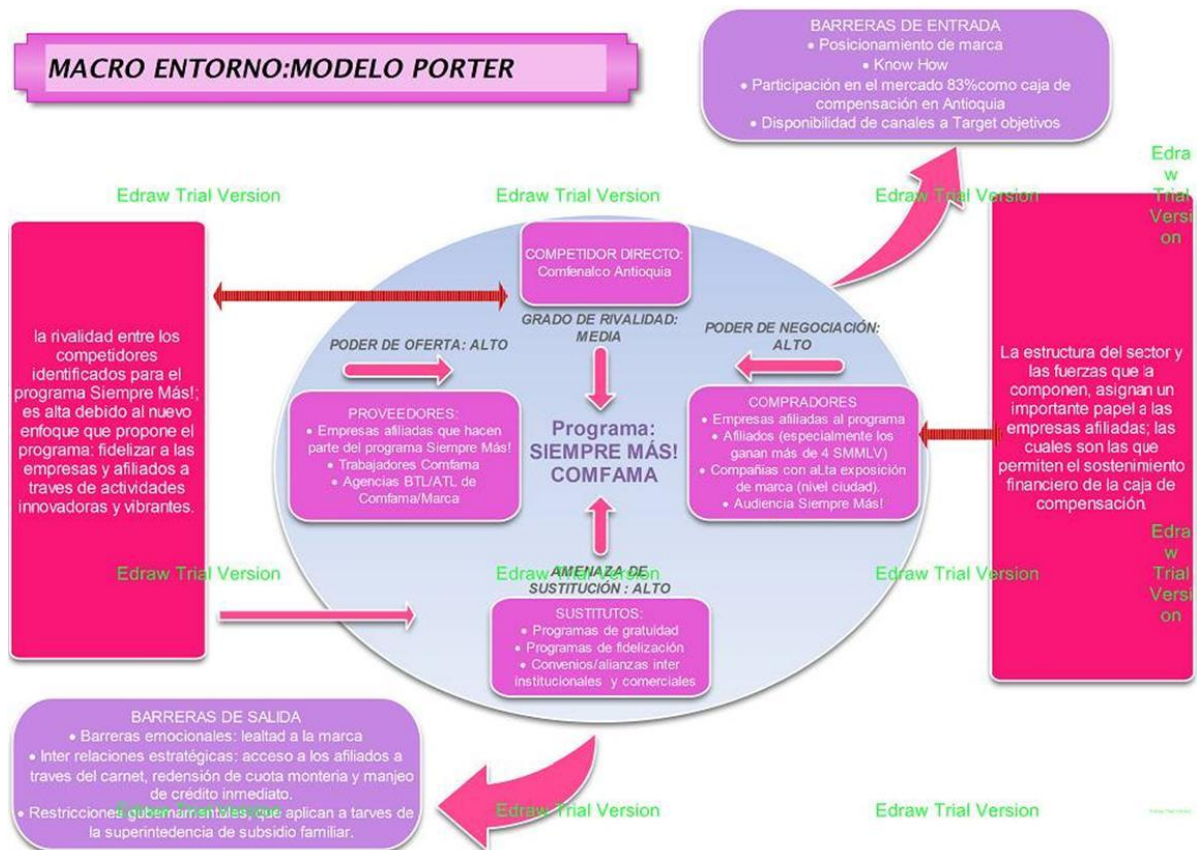 MACRO ENTORNO:MODELO PORTER
BARRERAS DE ENTRADA
• Posicionamiento de marca
• Know How
• Participación en el mercado 83%como caja de
compensación en Antioquia
• Disponibilidad de canales a Target objetivos
Edraw Trial Version
Edraw Trial Version
Edraw Trial Version
Edra
w
Trial
Versi
on
la rivalidad entre los
competidores
identificados para el
programa Siempre Más!;
es alta debido al nuevo
enfoque que propone el
programa: fidelizar a las
empresas y afiliados a
traves de actividades
innovadoras y vibrantes.
COMPETIDOR DIRECTO:
Comfenalco Antioquia
GRADO DE RIVALIDAD:
MEDIA
PODER DE OFERTA: ALTO
PROVEEDORES:
• Empresas afiliadas que hacen
parte del programa Siempre Más!
• Trabajadores Comfama
• Agencias BTL/ATL de
Comfama/Marca
Programa:
SIEMPRE MÁS!
COMFAMA
PODER DE NEGOCIACIÓN:
ALTO
COMPRADORES
• Empresas afiliadas al programa
• Afiliados (especialmente los
ganan más de 4 SMMLV)
• Compañias con aLta exposición
de marca (nivel ciudad).
• Audiencia Siempre Más!
La estructura del sector y
las fuerzas que la
componen, asignan un
importante papel a las
empresas afiliadas; las
cuales son las que
permiten el sostenimiento
financiero de la caja de
compensación.
Edraw Trial Version
Edraw Trial Version
Edraw Trial Version
Edra
w
Trial
Versi
on
AMENAZA DE
SUSTITUCIÓN : ALTO
SUSTITUTOS:
• Programas de gratuidad
• Programas de fidelización
• Convenios/alianzas inter
institucionales y comerciales
BARRERAS DE SALIDA
• Barreras emocionales: lealtad a la marca
• Inter relaciones estratégicas: acceso a los afiliados a
traves del carnet, redensión de cuota monteria y manjeo
de crédito inmediato.
• Restricciones gubernamentales que aplican a tarves de
la superintedencia de subsidio familiar.
Edraw Trial Version
Edraw Trial Version
Edraw Trial Version
Edraw Trial Version